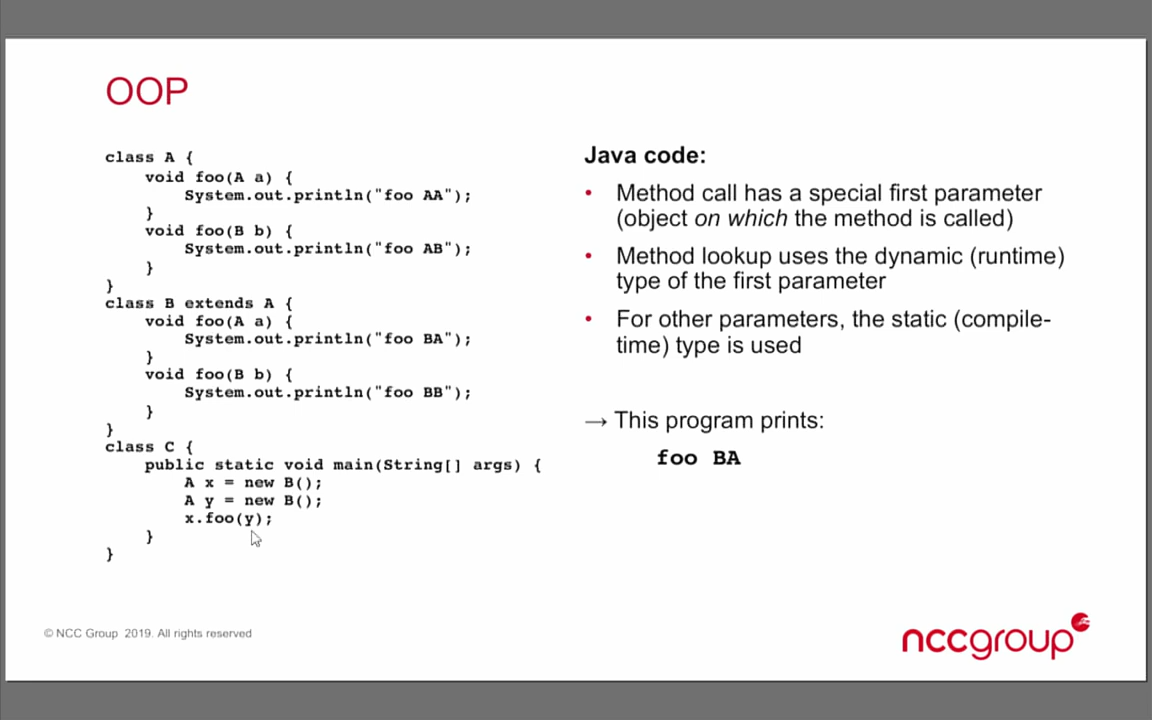 OOP
class A {
    void foo(A a) {
        System.out.println("foo AA");
    }
    void foo(B b) {
        System.out.println("foo AB");
    }
}
class B extends A {
    void foo(A a) {
        System.out.println("foo BA");
    }
    void foo(B b) {
        System.out.println("foo BB");
    }
}
class C {
    public static void main(String[] args) {
        A x = new B();
        A y = new B();
        x.foo(y);
    }
}
Java code:
• Method call has a special first parameter
(object on which the method is called)
• Method lookup uses the dynamic (runtime)
type of the first parameter
• For other parameters, the static (compile-
time) type is used
→ This program prints:
foo BA
© NCC Group 2019. All rights reserved
nccgroup